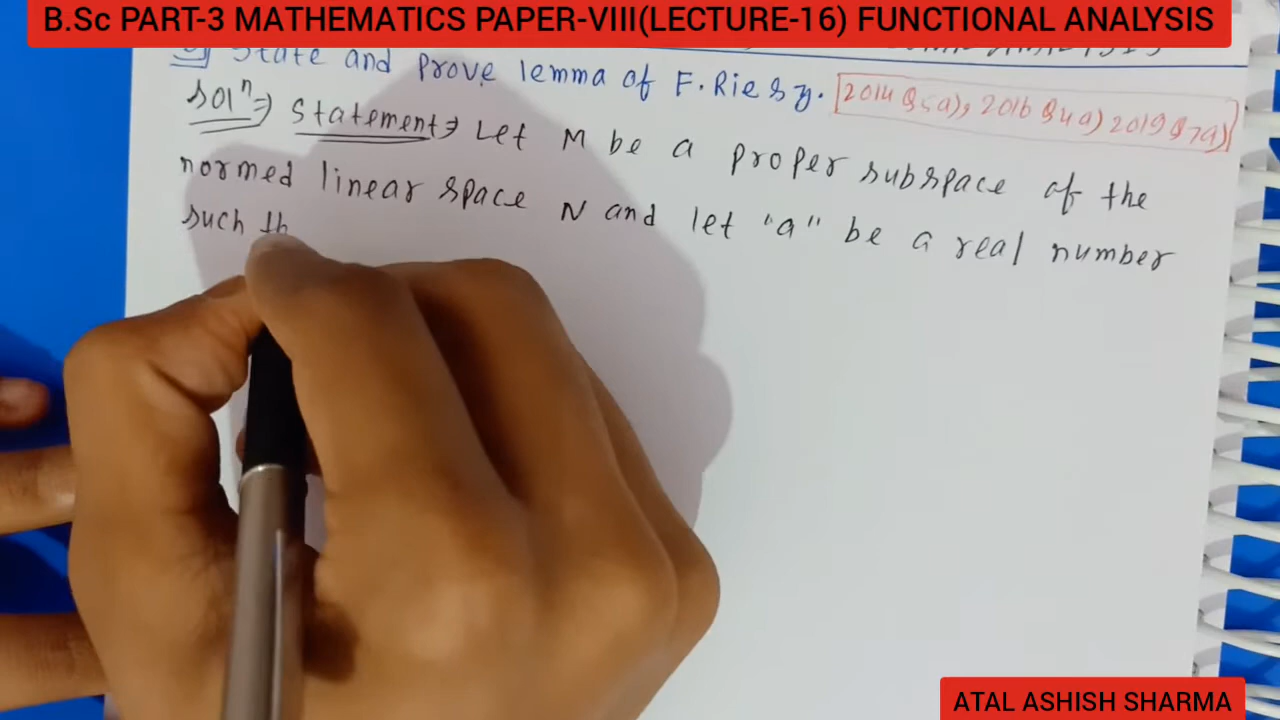 B.Sc PART-3 MATHEMATICS PAPER-VIII(LECTURE-16) FUNCTIONAL ANALYSIS
State and prove lemma of F. Riesz. [2014 Q5a), 2016 Q4a) 2019 Q7a)]
Solⁿ⇒ Statement⇒ Let M be a proper subspace of the
normed linear space N and let "a" be a real number
such th
ATAL ASHISH SHARMA